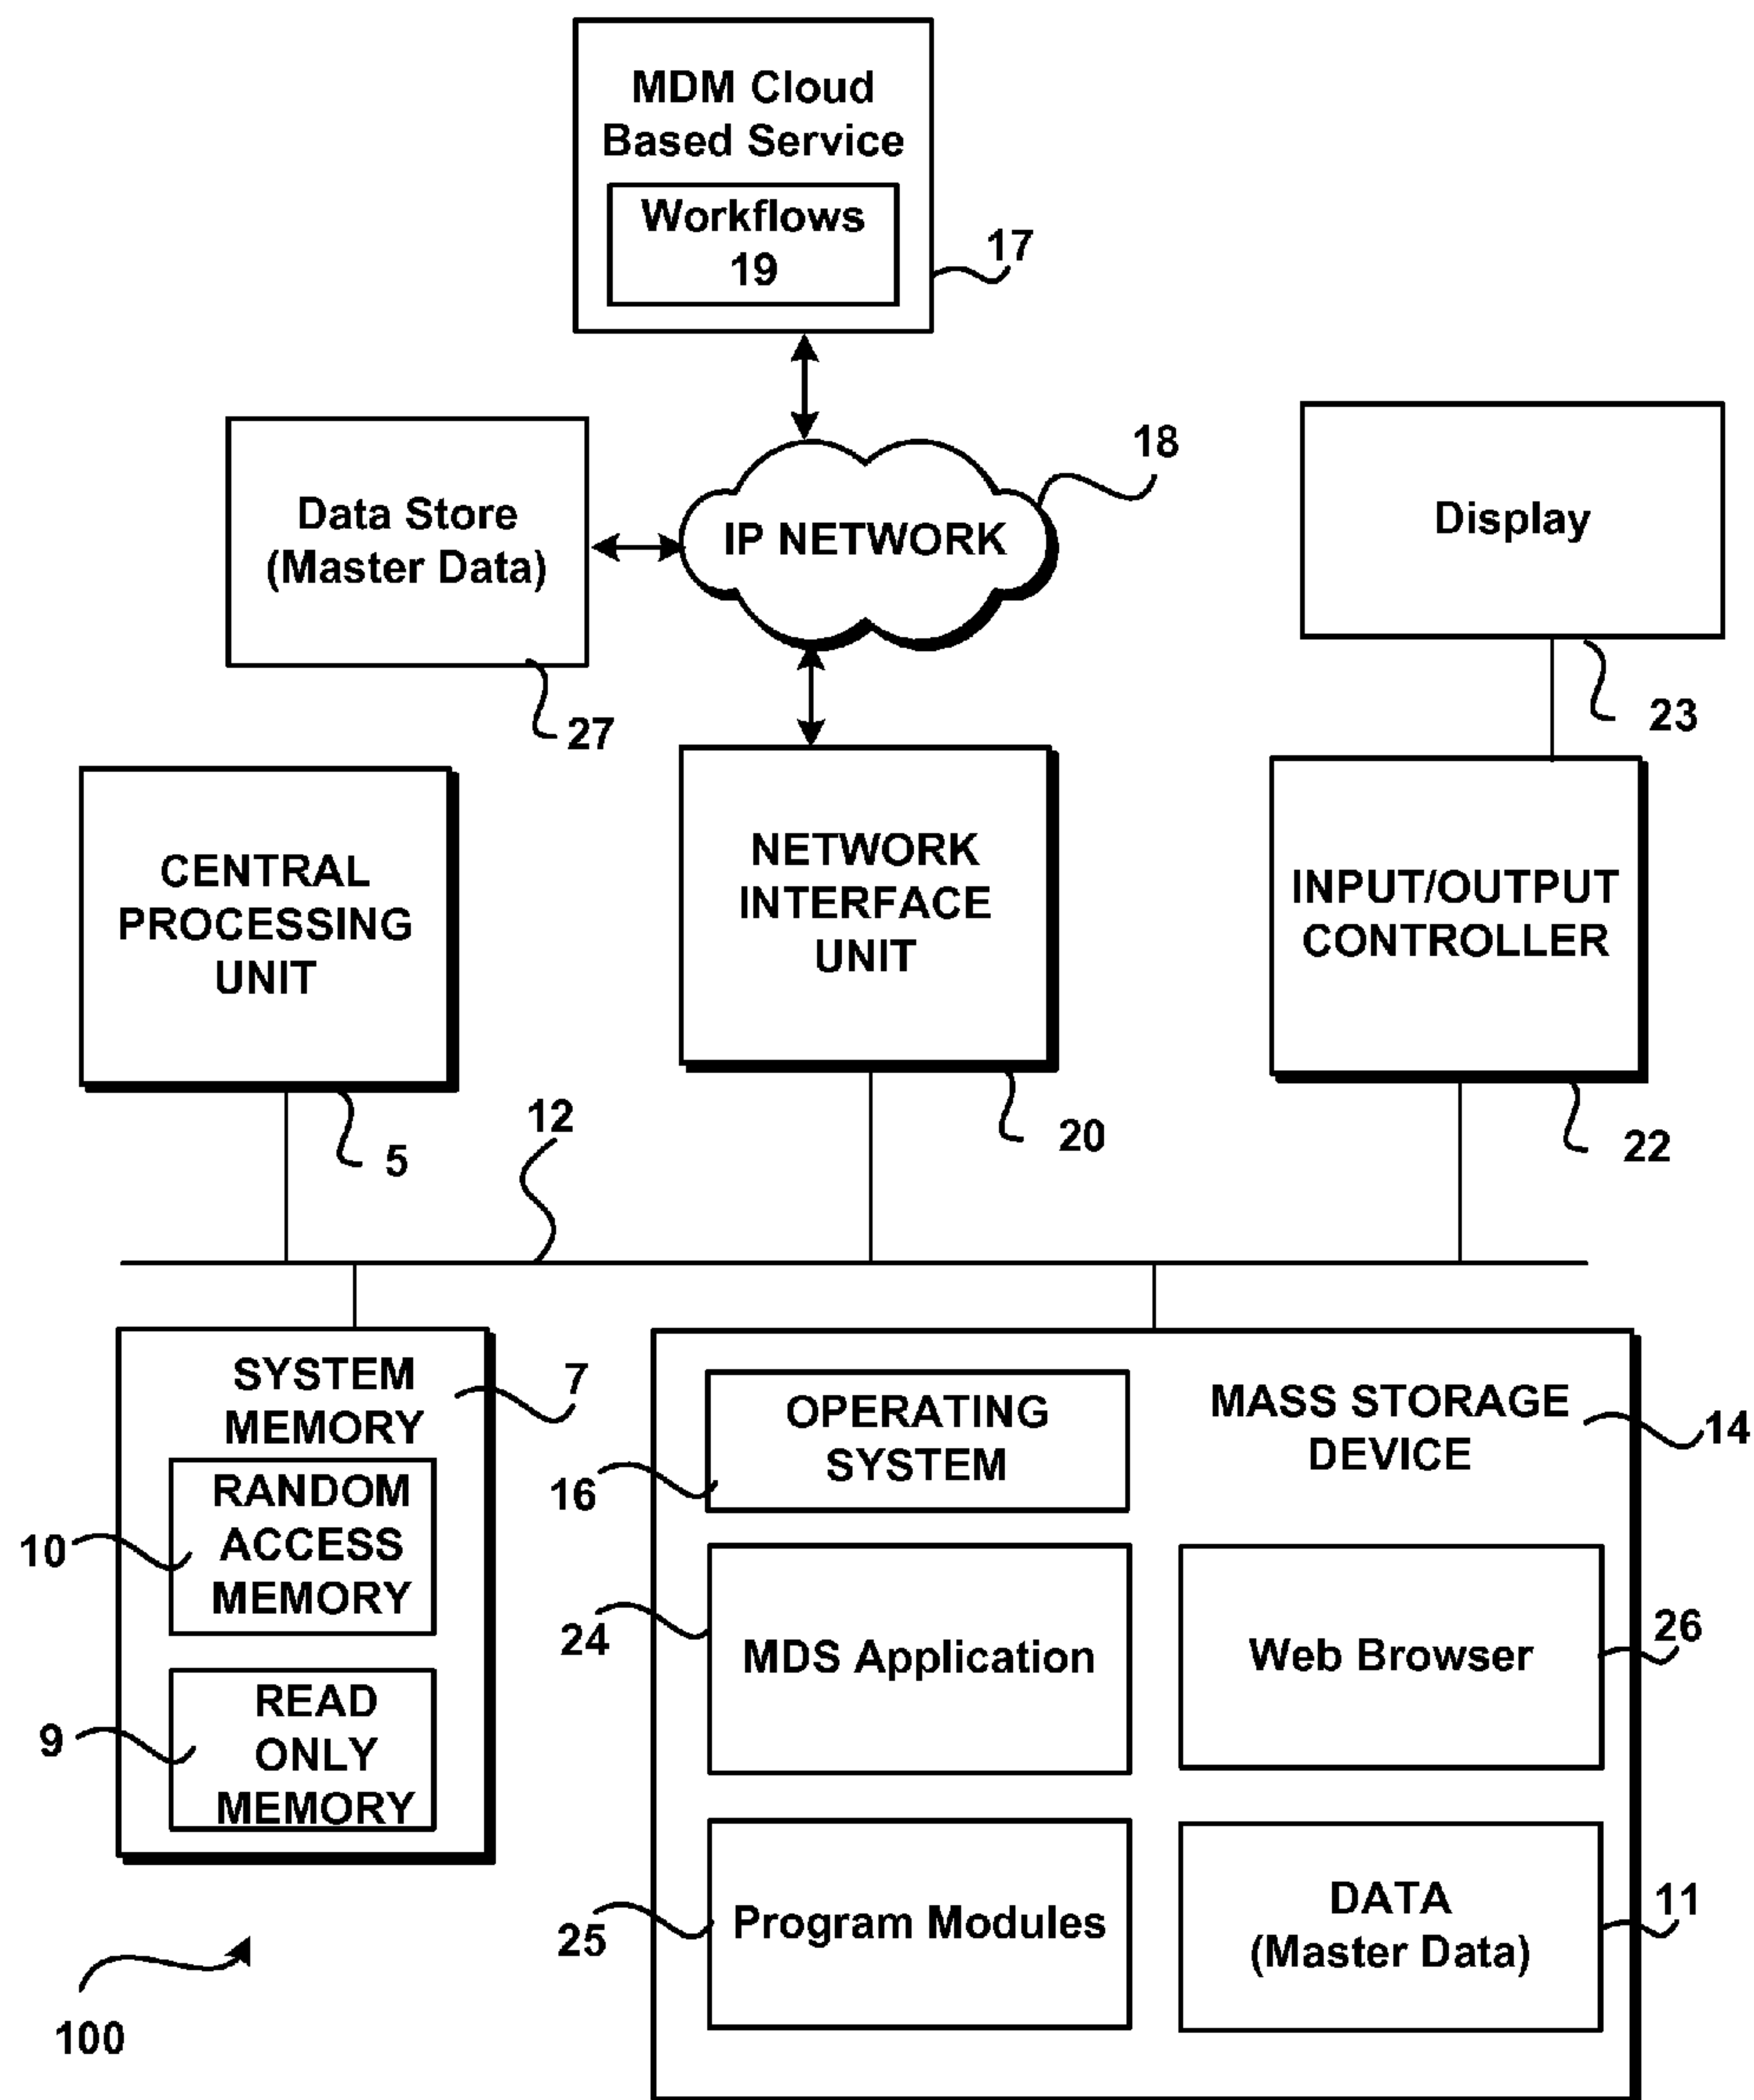 MDM Cloud
Based Service
Workflows
19
17
18
Data Store
(Master Data)
IP NETWORK
Display
27
23
CENTRAL
PROCESSING
UNIT
NETWORK
INTERFACE
UNIT
INPUT/OUTPUT
CONTROLLER
5
12
20
22
SYSTEM
MEMORY
7
RANDOM
ACCESS
MEMORY
10
READ
ONLY
MEMORY
9
OPERATING
SYSTEM
16
MASS STORAGE
DEVICE
14
24
MDS Application
Web Browser
26
25
Program Modules
DATA
(Master Data)
11
100